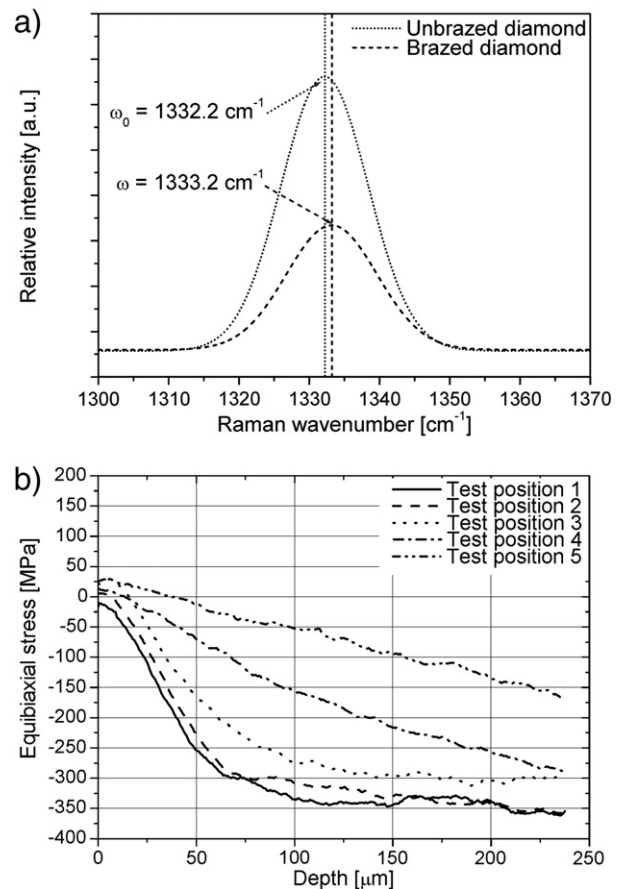 a)
Unbrazed diamond
Brazed diamond
ω₀ = 1332.2 cm⁻¹
ω = 1333.2 cm⁻¹
Relative intensity [a.u.]
1300 1310 1320 1330 1340 1350 1360 1370
Raman wavenumber [cm⁻¹]
b)
200
150
100
50
0
-50
-100
-150
-200
-250
-300
-350
-400
Test position 1
Test position 2
Test position 3
Test position 4
Test position 5
Equibiaxial stress [MPa]
0 50 100 150 200 250
Depth [μm]